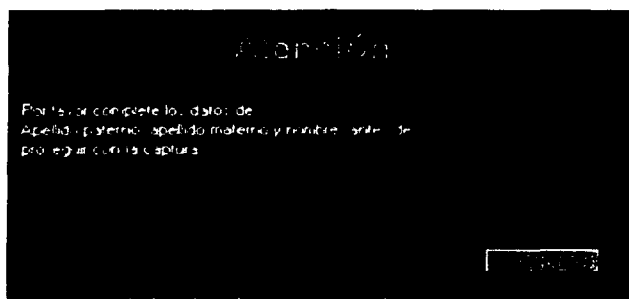 Atención
Por favor complete los datos de
Apellido paterno, apellido materno y nombre antes de
proseguir con la captura